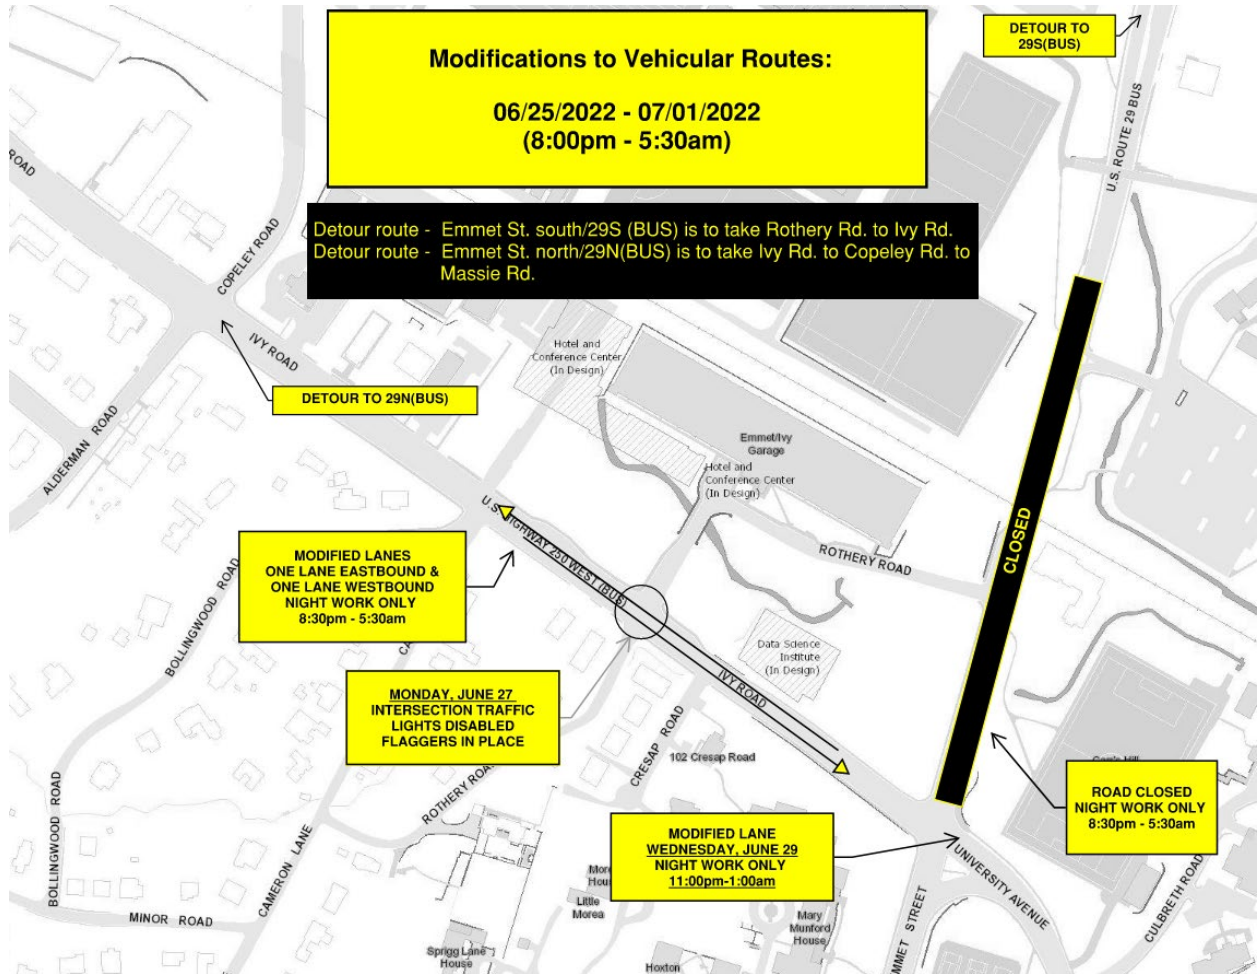 Modifications to Vehicular Routes:
06/25/2022 - 07/01/2022
(8:00pm - 5:30am)
DETOUR TO
29S(BUS)
U.S. ROUTE 29 BUS
Detour route - Emmet St. south/29S (BUS) is to take Rothery Rd. to Ivy Rd.
Detour route - Emmet St. north/29N(BUS) is to take Ivy Rd. to Copeley Rd. to
Massie Rd.
ROAD
COPELEY ROAD
IVY ROAD
ALDERMAN ROAD
DETOUR TO 29N(BUS)
Hotel and
Conference Center
(In Design)
Emmet/Ivy
Garage
Hotel and
Conference Center
(In Design)
CLOSED
U.S. HIGHWAY 250 WEST (BUS)
ROTHERY ROAD
MODIFIED LANES
ONE LANE EASTBOUND &
ONE LANE WESTBOUND
NIGHT WORK ONLY
8:30pm - 5:30am
BOLLINGWOOD ROAD
Data Science
Institute
(In Design)
IVY ROAD
MONDAY, JUNE 27
INTERSECTION TRAFFIC
LIGHTS DISABLED
FLAGGERS IN PLACE
CRESAP ROAD
102 Cresap Road
ROTHERY ROAD
ROAD CLOSED
NIGHT WORK ONLY
8:30pm - 5:30am
MODIFIED LANE
WEDNESDAY, JUNE 29
NIGHT WORK ONLY
11:00pm-1:00am
BOLLINGWOOD ROAD
CAMERON LANE
MINOR ROAD
UNIVERSITY AVENUE
CULBRETH ROAD
Little
Morea
Mary
Munford
House
Sprigg Lane
House
Hoxton
STREET